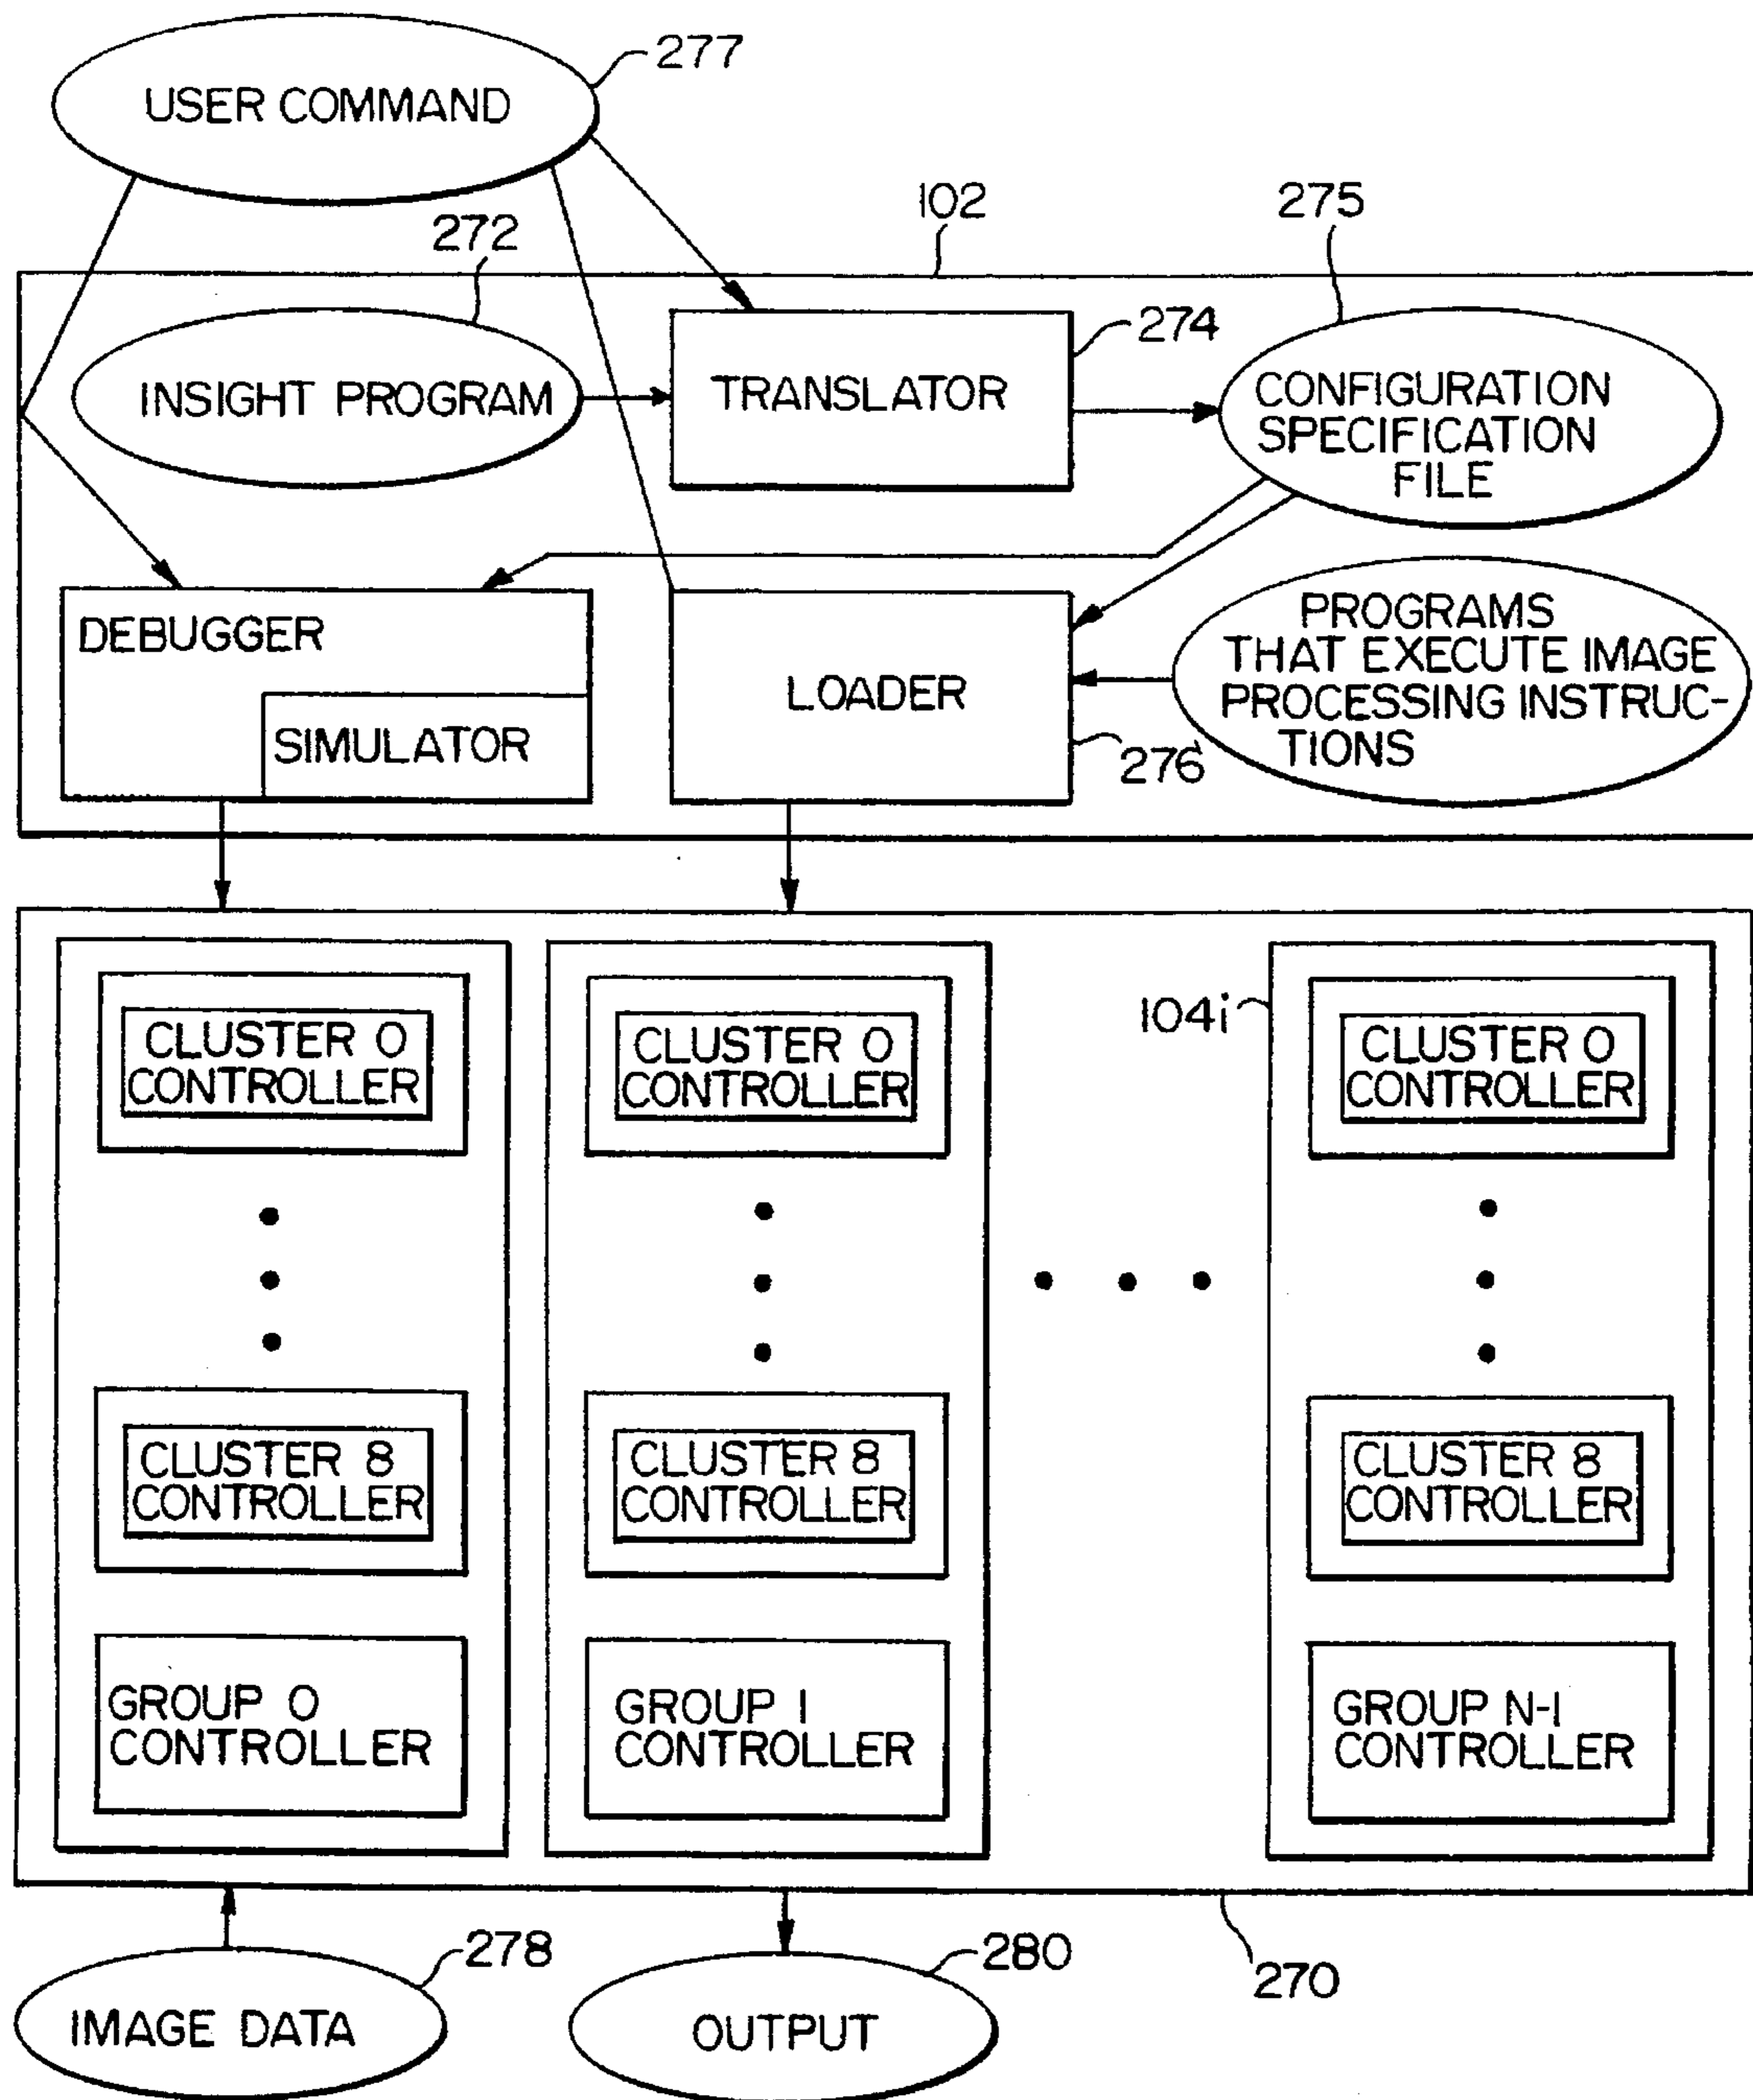 USER COMMAND
277
272
102
275
INSIGHT PROGRAM
TRANSLATOR
274
CONFIGURATION
SPECIFICATION
FILE
DEBUGGER
SIMULATOR
LOADER
276
PROGRAMS
THAT EXECUTE IMAGE
PROCESSING INSTRUC-
TIONS
CLUSTER 0
CONTROLLER
CLUSTER 0
CONTROLLER
104i
CLUSTER 0
CONTROLLER
CLUSTER 8
CONTROLLER
CLUSTER 8
CONTROLLER
CLUSTER 8
CONTROLLER
GROUP 0
CONTROLLER
GROUP 1
CONTROLLER
GROUP N-1
CONTROLLER
IMAGE DATA
278
OUTPUT
280
270